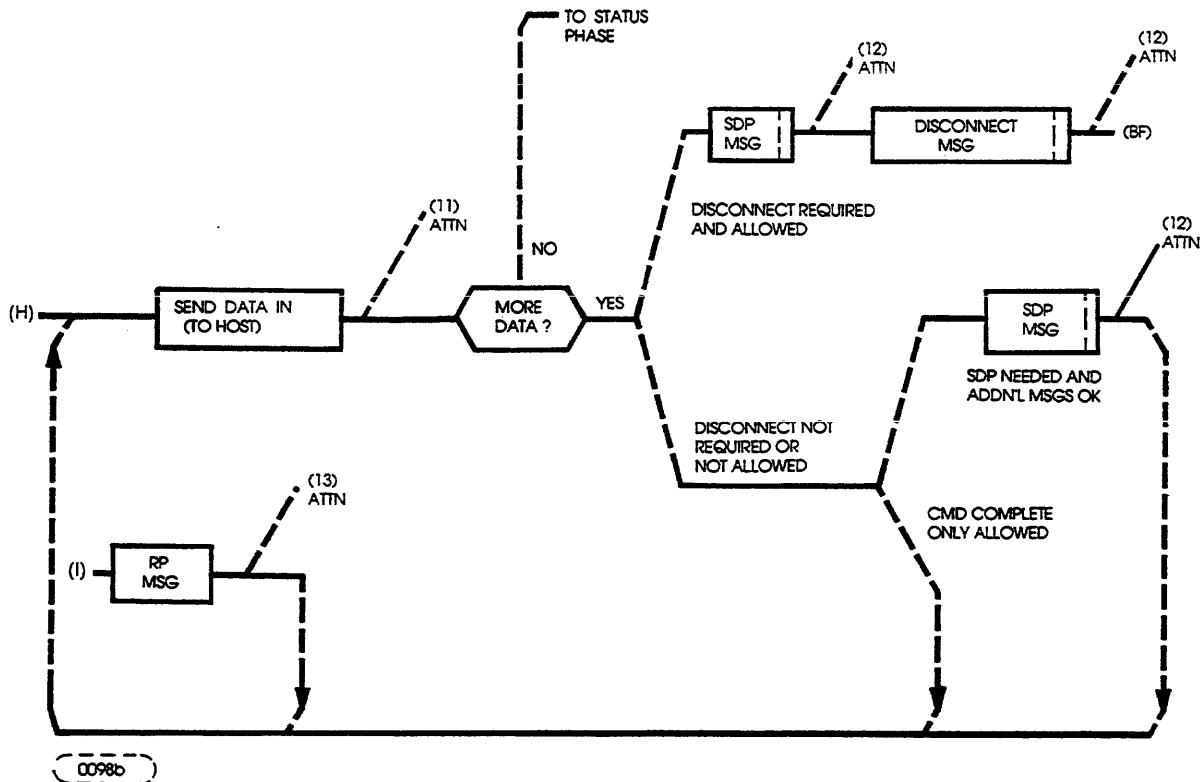 TO STATUS
PHASE
(12)
ATTN
(12)
ATTN
SDP
MSG
DISCONNECT
MSG
(BF)
DISCONNECT REQUIRED
AND ALLOWED
(11)
ATTN
NO
(12)
ATTN
(H)
SEND DATA IN
(TO HOST)
MORE
DATA ?
YES
SDP
MSG
SDP NEEDED AND
ADDN'L MSGS OK
DISCONNECT NOT
REQUIRED OR
NOT ALLOWED
(13)
ATTN
CMD COMPLETE
ONLY ALLOWED
(I)
RP
MSG
0098b